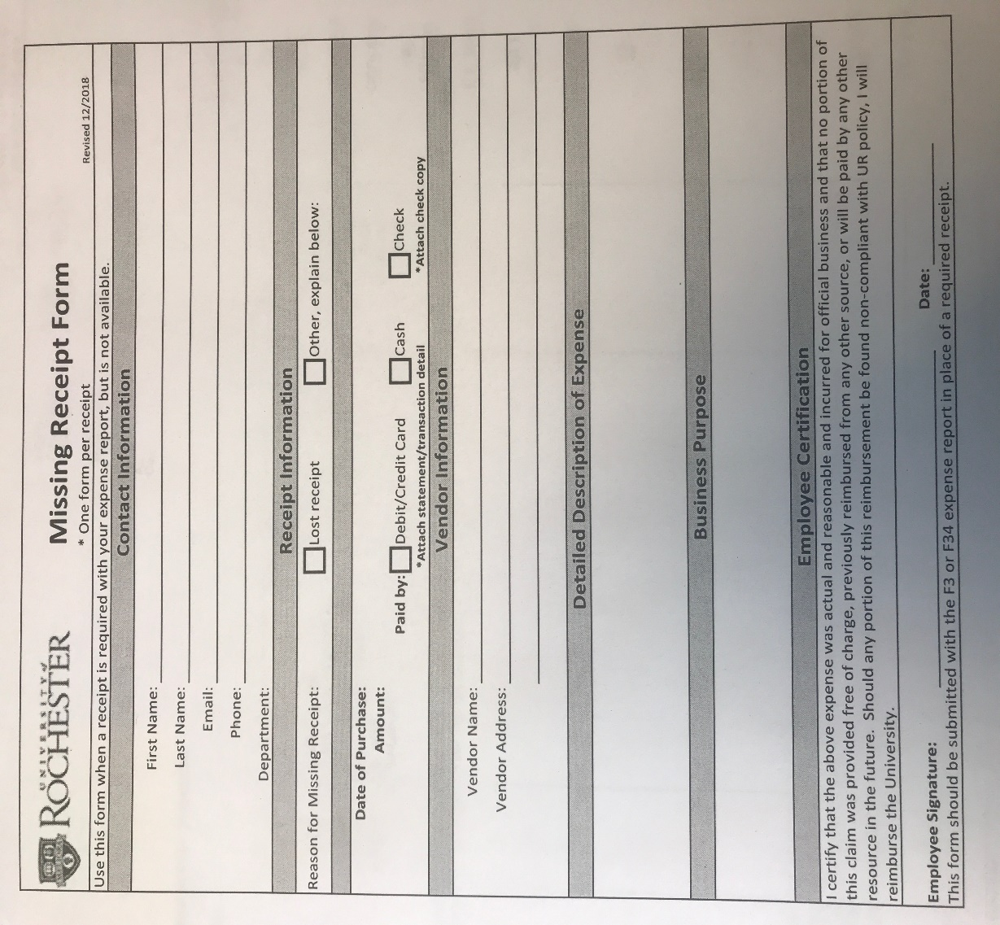 UNIVERSITY of
ROCHESTER
Missing Receipt Form
* One form per receipt
Revised 12/2018
Use this form when a receipt is required with your expense report, but is not available.
Contact Information
First Name:
Last Name:
Email:
Phone:
Department:
Receipt Information
Reason for Missing Receipt: Lost receipt Other, explain below:
Date of Purchase:
Amount:
Paid by: Debit/Credit Card Cash Check
*Attach statement/transaction detail *Attach check copy
Vendor Information
Vendor Name:
Vendor Address:
Detailed Description of Expense
Business Purpose
Employee Certification
I certify that the above expense was actual and reasonable and incurred for official business and that no portion of
this claim was provided free of charge, previously reimbursed from any other source, or will be paid by any other
resource in the future. Should any portion of this reimbursement be found non-compliant with UR policy, I will
reimburse the University.
Employee Signature: Date:
This form should be submitted with the F3 or F34 expense report in place of a required receipt.